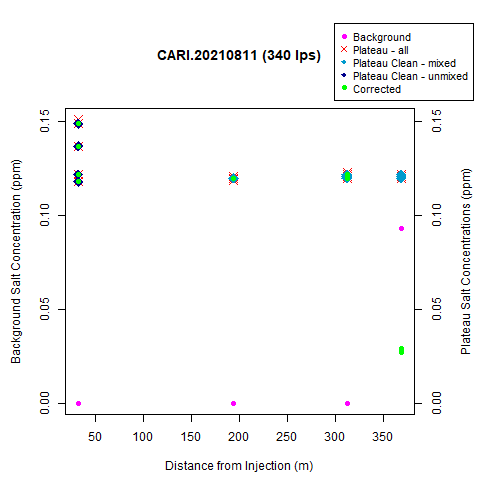 CARI.20210811 (340 lps)
Background
Plateau - all
Plateau Clean - mixed
Plateau Clean - unmixed
Corrected
Background Salt Concentration (ppm)
0.15
0.10
0.05
0.00
0.15
0.10
0.05
0.00
Plateau Salt Concentrations (ppm)
50 100 150 200 250 300 350
Distance from Injection (m)